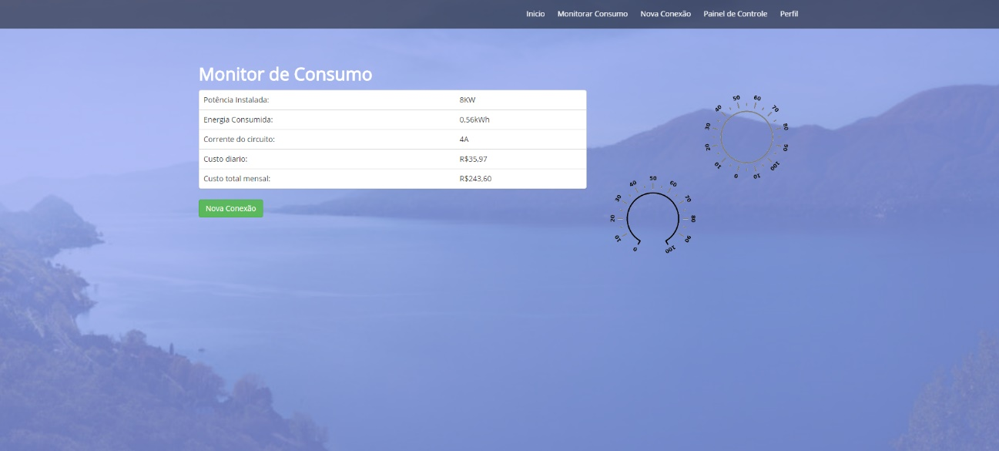 Inicio Monitorar Consumo Nova Conexão Painel de Controle Perfil
Monitor de Consumo
Potência Instalada: 8KW
Energia Consumida: 0,56kWh
Corrente do circuito: 4A
Custo diario: R$35,97
Custo total mensal: R$243,60
Nova Conexão
0 10 20 30 40 50 60 70 80 90 100 10
0 10 20 30 40 50 60 70 80 90 100